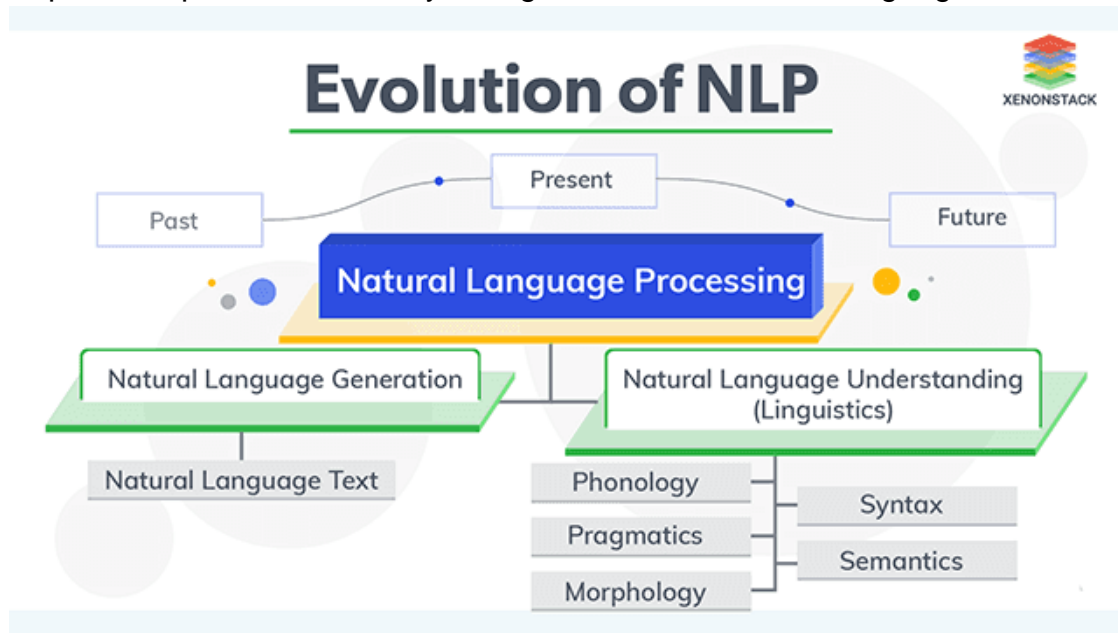 Evolution of NLP
XENONSTACK
Past
Present
Future
Natural Language Processing
Natural Language Generation
Natural Language Understanding
(Linguistics)
Natural Language Text
Phonology
Syntax
Pragmatics
Semantics
Morphology